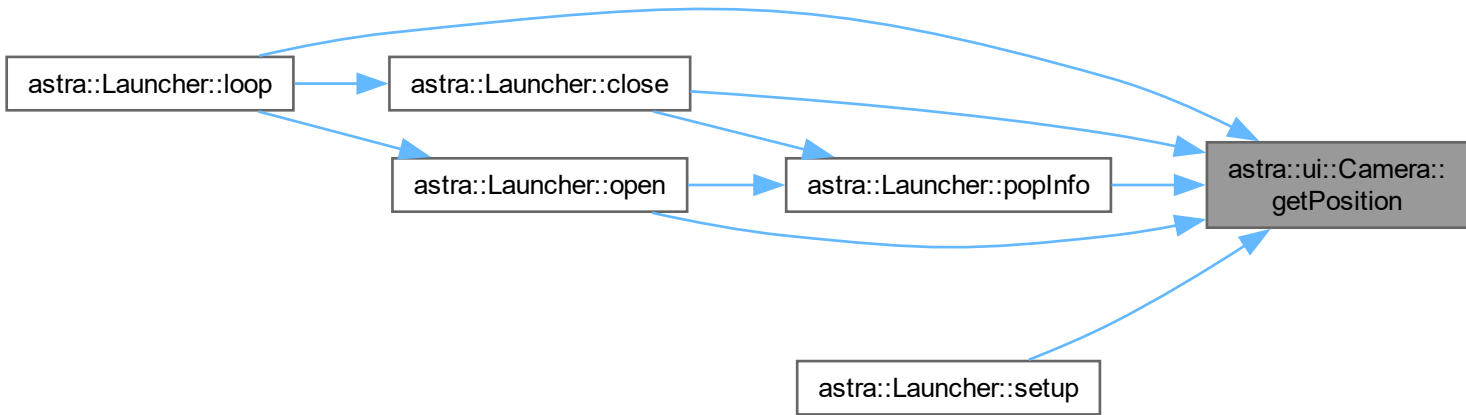 astra::Launcher::loop
astra::Launcher::close
astra::Launcher::open
astra::Launcher::popInfo
astra::ui::Camera::
getPosition
astra::Launcher::setup